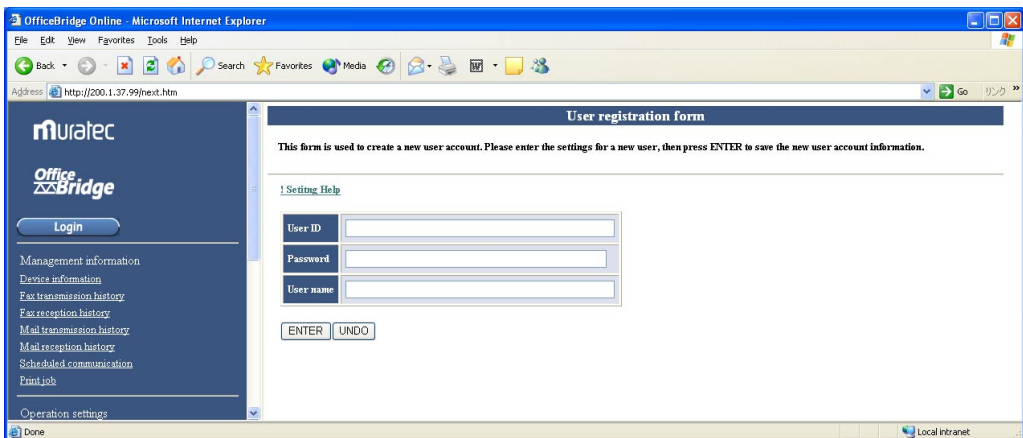 OfficeBridge Online - Microsoft Internet Explorer
File Edit View Favorites Tools Help
Back Search Favorites Media
Address http://200.1.37.99/next.htm Go リンク »
muratec
Office Bridge
Login
Management information
Device information
Fax transmission history
Fax reception history
Mail transmission history
Mail reception history
Scheduled communication
Print job
Operation settings
User registration form
This form is used to create a new user account. Please enter the settings for a new user, then press ENTER to save the new user account information.
! Seting Help
User ID
Password
User name
ENTER UNDO
Done Local intranet